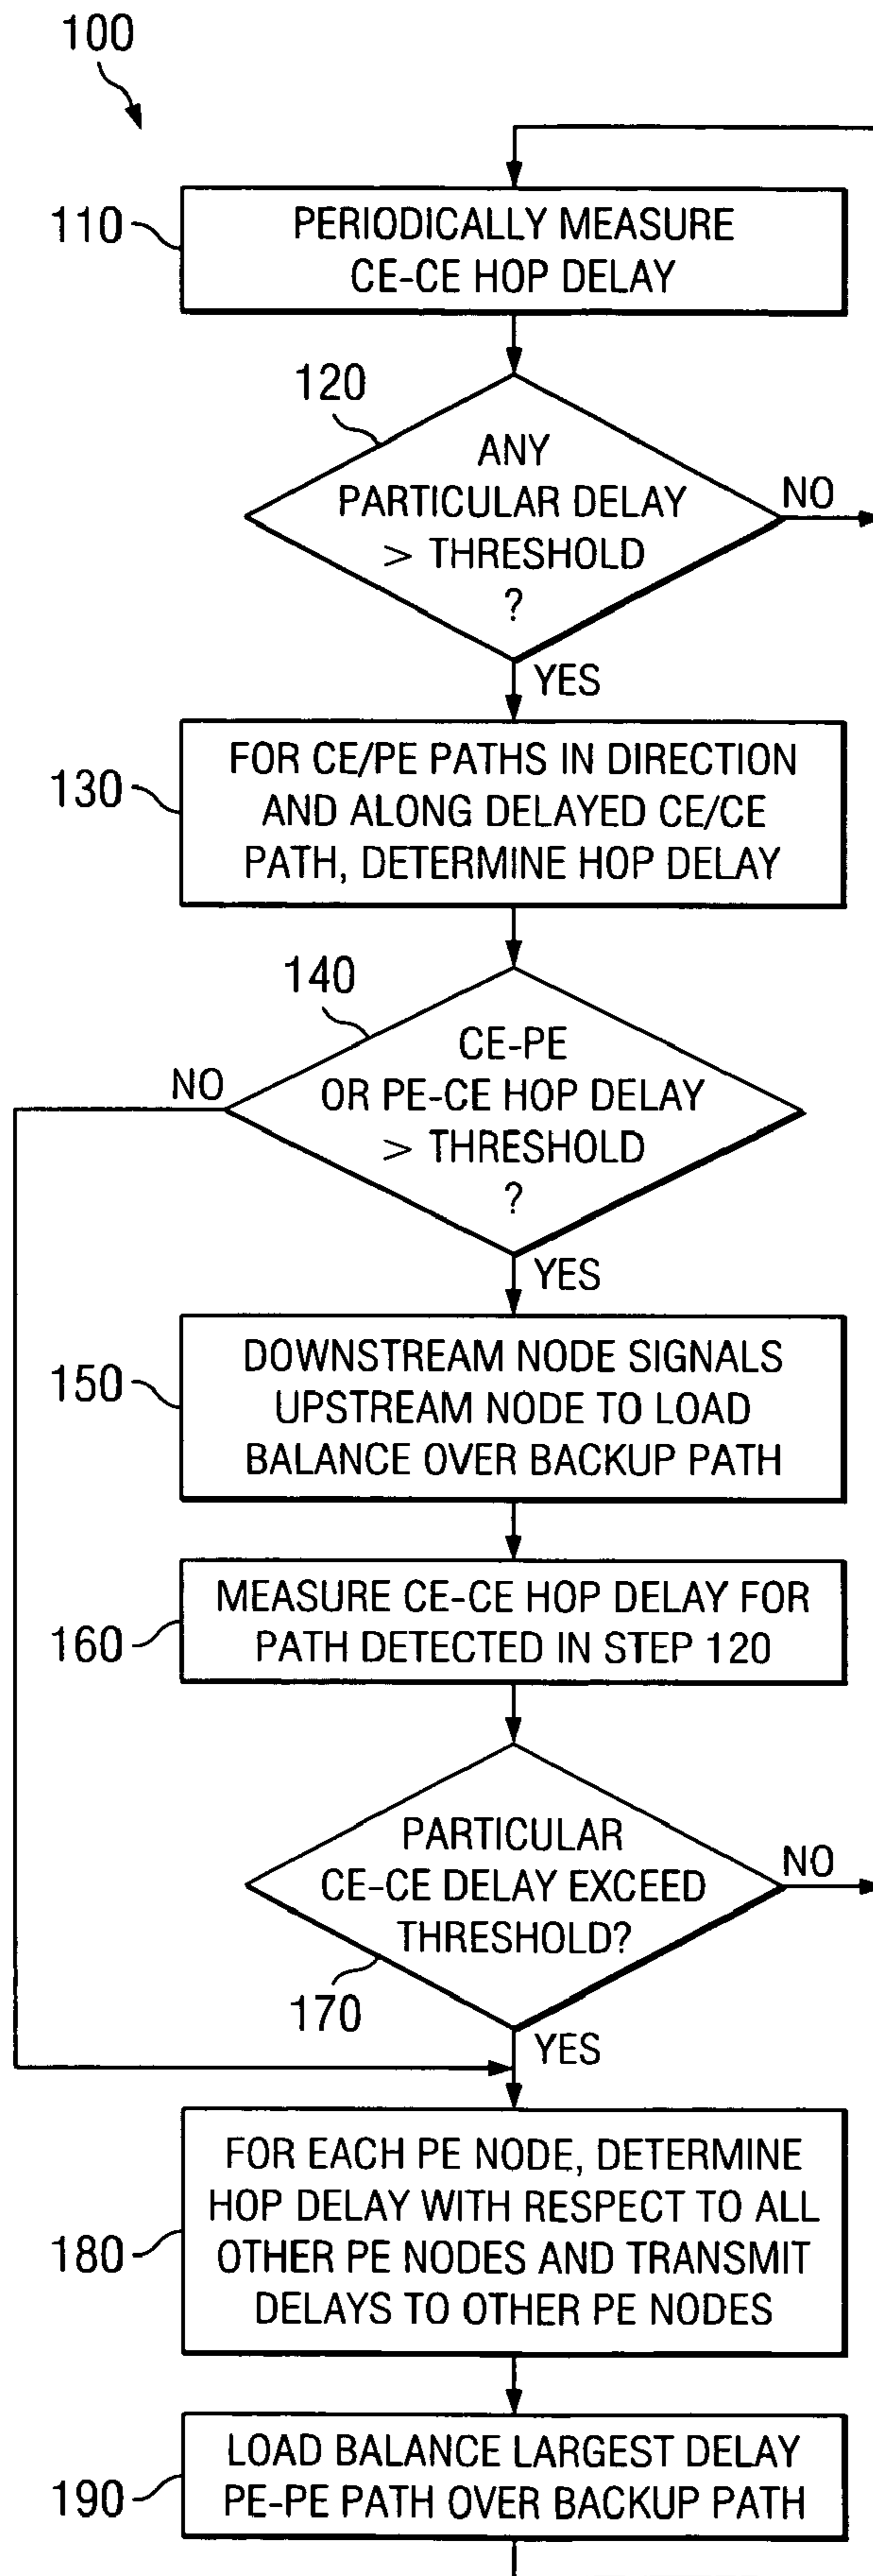 100
110
PERIODICALLY MEASURE
CE-CE HOP DELAY
120
ANY
PARTICULAR DELAY
> THRESHOLD
?
NO
YES
130
FOR CE/PE PATHS IN DIRECTION
AND ALONG DELAYED CE/CE
PATH, DETERMINE HOP DELAY
140
CE-PE
OR PE-CE HOP DELAY
> THRESHOLD
?
NO
YES
150
DOWNSTREAM NODE SIGNALS
UPSTREAM NODE TO LOAD
BALANCE OVER BACKUP PATH
160
MEASURE CE-CE HOP DELAY FOR
PATH DETECTED IN STEP 120
PARTICULAR
CE-CE DELAY EXCEED
THRESHOLD?
NO
170
YES
180
FOR EACH PE NODE, DETERMINE
HOP DELAY WITH RESPECT TO ALL
OTHER PE NODES AND TRANSMIT
DELAYS TO OTHER PE NODES
190
LOAD BALANCE LARGEST DELAY
PE-PE PATH OVER BACKUP PATH